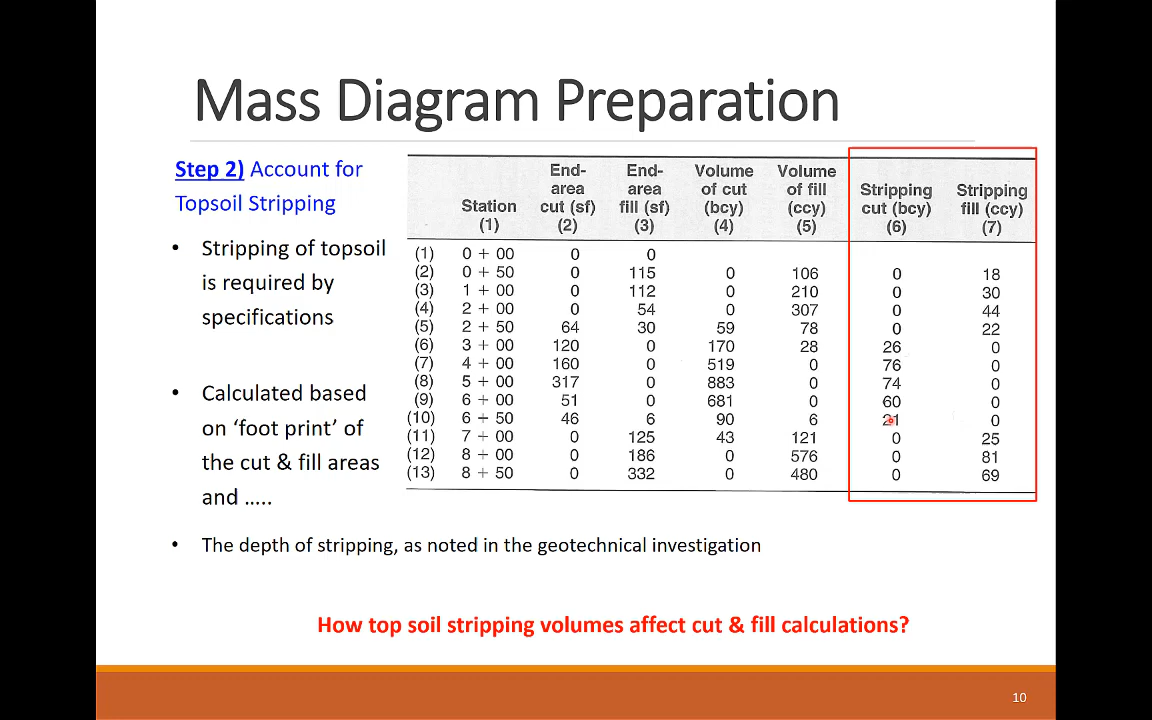 Mass Diagram Preparation
Step 2) Account for
Topsoil Stripping
• Stripping of topsoil
is required by
specifications
• Calculated based
on ‘foot print’ of
the cut & fill areas
and …..
• The depth of stripping, as noted in the geotechnical investigation
Station (1) End-area cut (sf) (2) End-area fill (sf) (3) Volume of cut (bcy) (4) Volume of fill (ccy) (5) Stripping cut (bcy) (6) Stripping fill (ccy) (7)
(1) 0 + 00 0 0
(2) 0 + 50 0 115 0 106 0 18
(3) 1 + 00 0 112 0 210 0 30
(4) 2 + 00 0 54 0 307 0 44
(5) 2 + 50 64 30 59 78 0 22
(6) 3 + 00 120 0 170 28 26 0
(7) 4 + 00 160 0 519 0 76 0
(8) 5 + 00 317 0 883 0 74 0
(9) 6 + 00 51 0 681 0 60 0
(10) 6 + 50 46 6 90 6 21 0
(11) 7 + 00 0 125 43 121 0 25
(12) 8 + 00 0 186 0 576 0 81
(13) 8 + 50 0 332 0 480 0 69
How top soil stripping volumes affect cut & fill calculations?
10